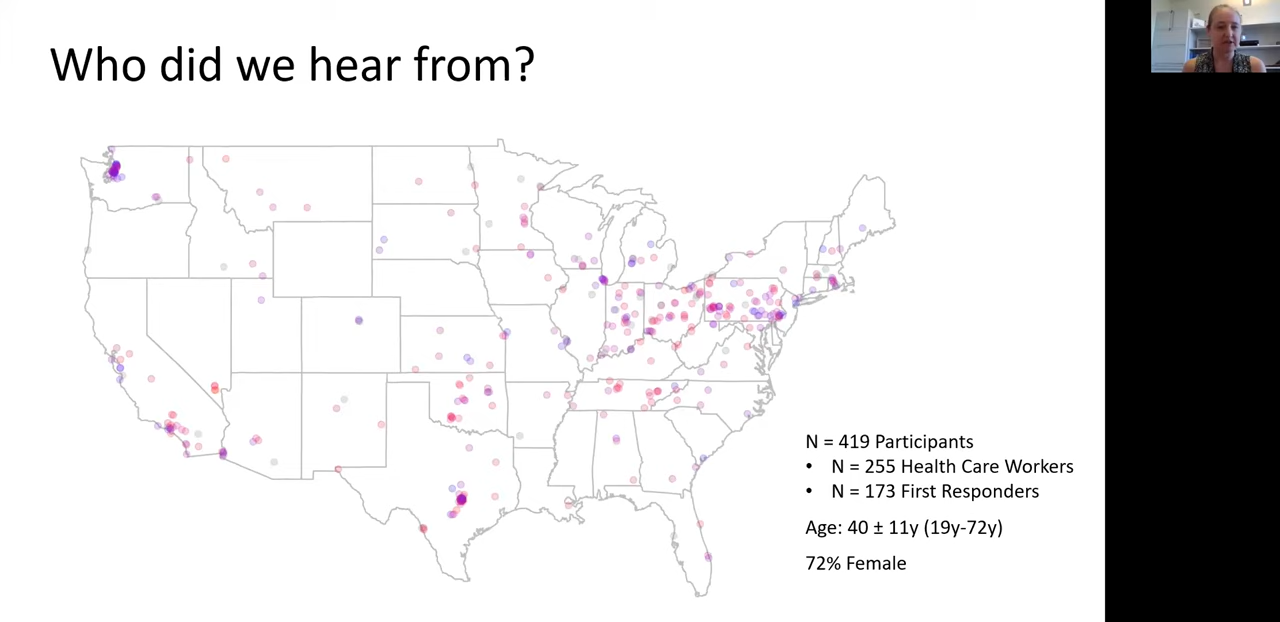 Who did we hear from?
N = 419 Participants
• N = 255 Health Care Workers
• N = 173 First Responders
Age: 40 ± 11y (19y-72y)
72% Female